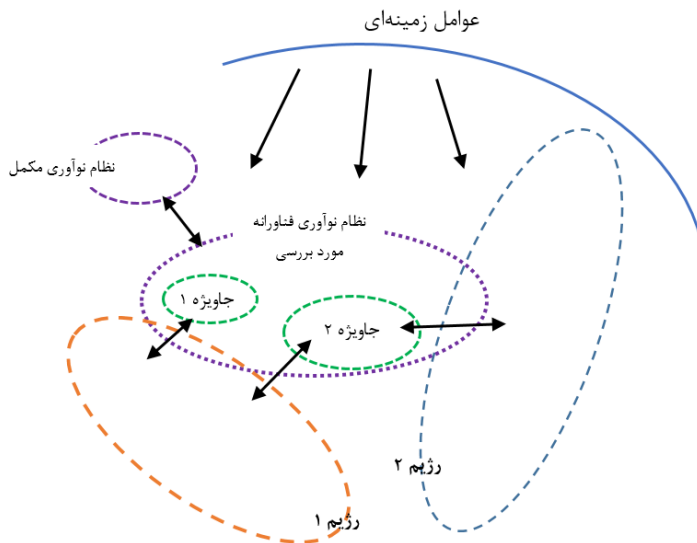 عوامل زمینه‌ای
نظام نوآوری مکمل
نظام نوآوری فناورانه
مورد بررسی
جاویژه ۱
جاویژه ۲
رژیم ۲
رژیم ۱